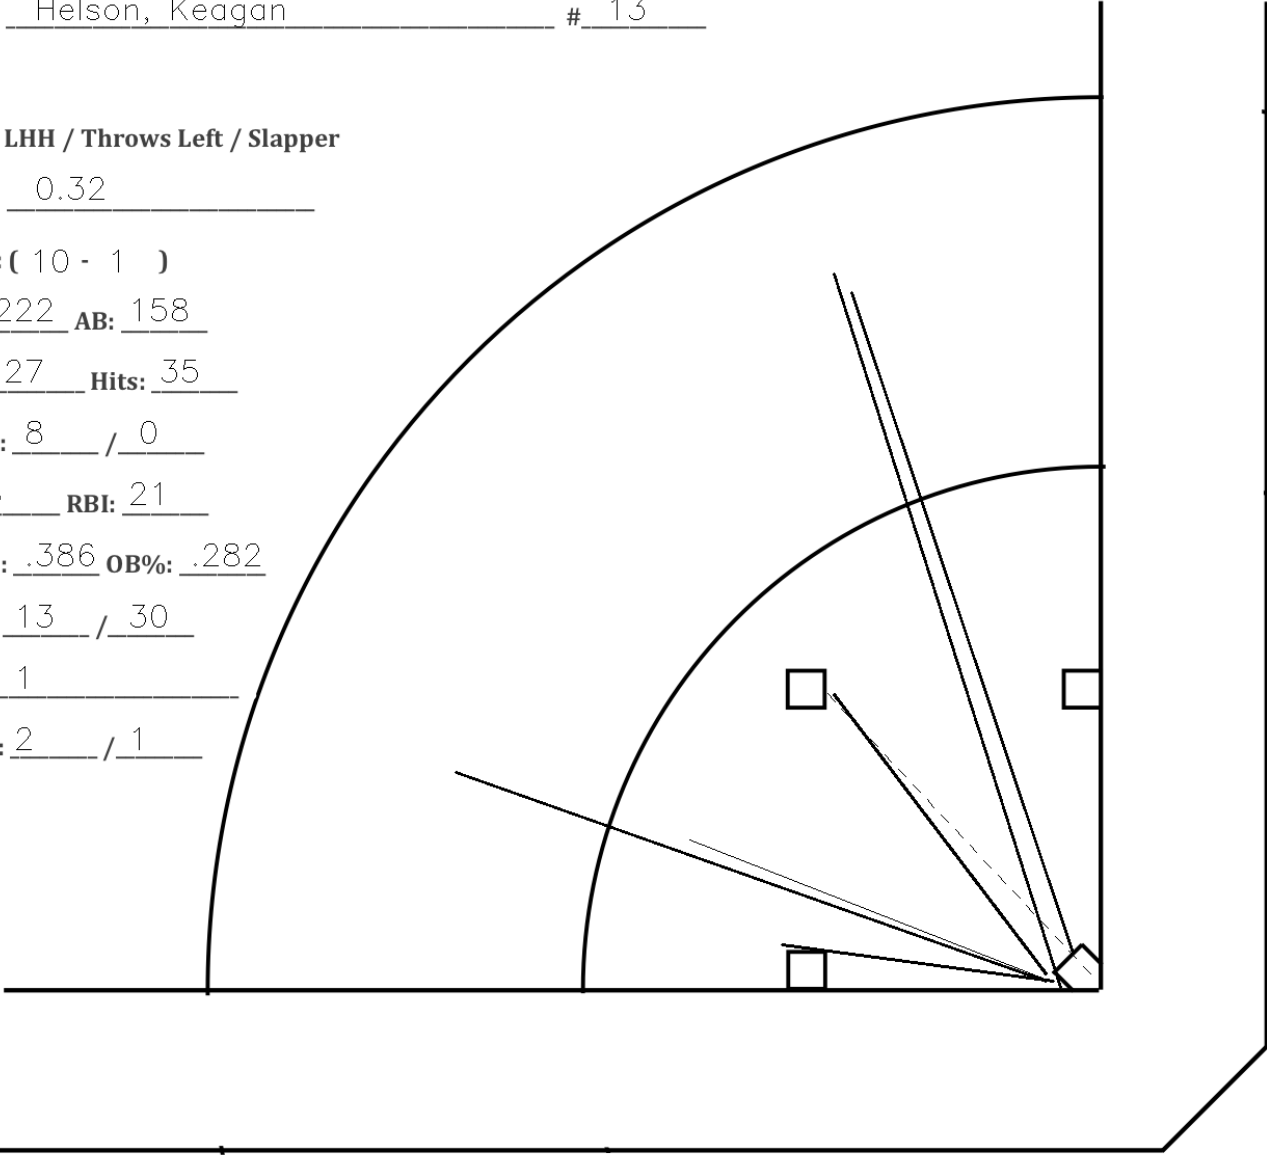 Helson, Keagan # 13
LHH / Throws Left / Slapper
0.32
: ( 10 - 1 )
222 AB: 158
27 Hits: 35
: 8 / 0
RBI: 21
: .386 OB%: .282
13 / 30
1
: 2 / 1